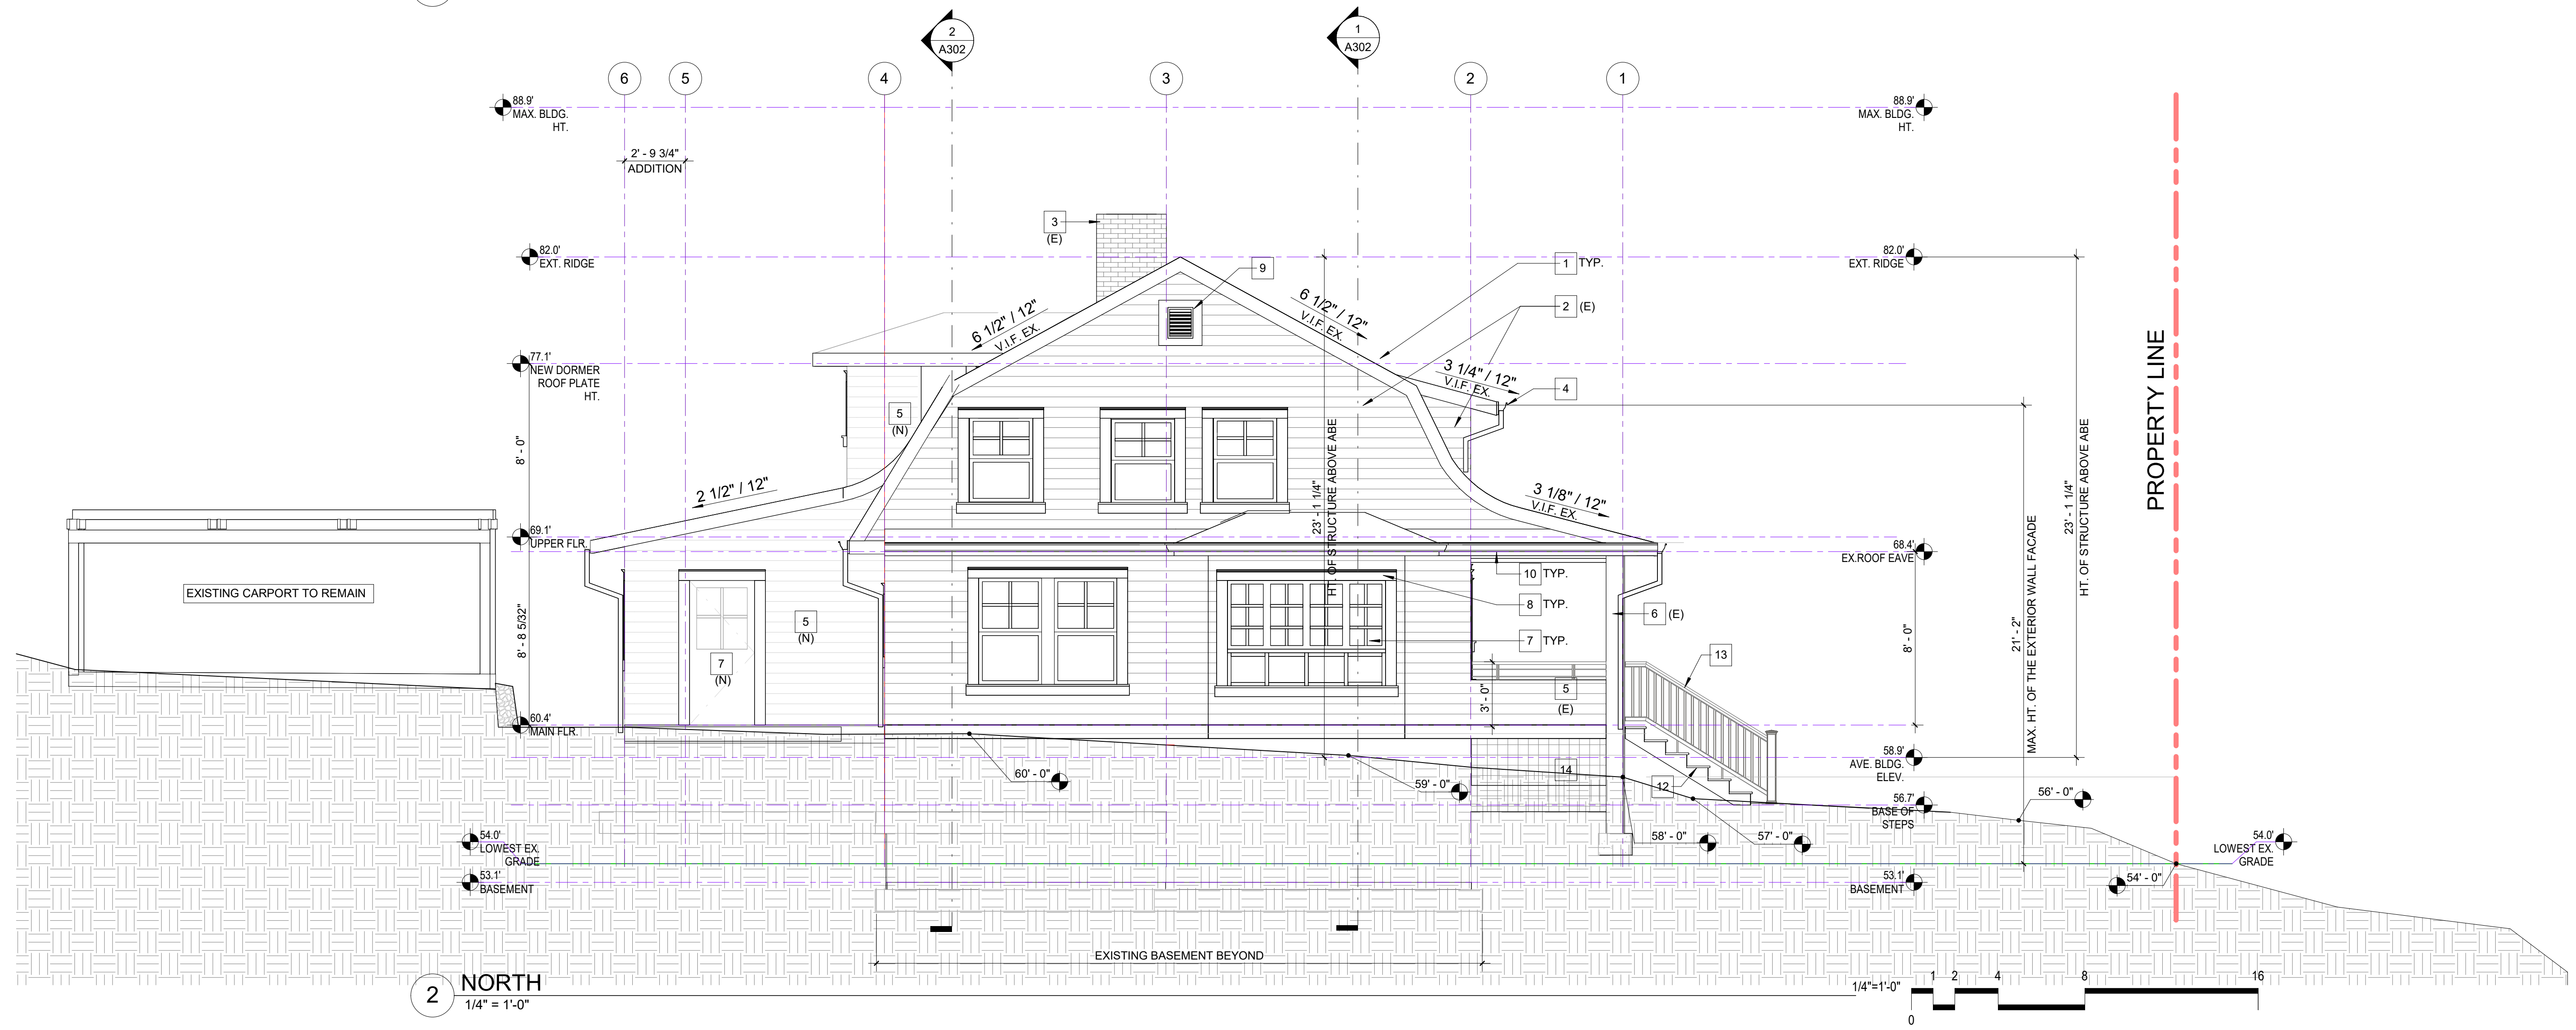 2
A302
1
A302
6
5
4
3
2
1
88.9'
MAX. BLDG.
HT.
88.9'
MAX. BLDG.
HT.
2' - 9 3/4"
ADDITION
3
(E)
82.0'
EXT. RIDGE
9
1 TYP.
82.0'
EXT. RIDGE
6 1/2" / 12"
V.I.F. EX.
6 1/2" / 12"
V.I.F. EX.
2 (E)
77.1'
NEW DORMER
ROOF PLATE
HT.
3 1/4" / 12"
V.I.F. EX.
4
5
(N)
8' - 0"
2 1/2" / 12"
3 1/8" / 12"
V.I.F. EX.
23' - 1 1/4"
HT. OF STRUCTURE ABOVE ABE
21' - 2"
MAX. HT. OF THE EXTERIOR WALL FACADE
23' - 1 1/4"
HT. OF STRUCTURE ABOVE ABE
PROPERTY LINE
69.1'
UPPER FLR.
68.4'
EX.ROOF EAVE
EXISTING CARPORT TO REMAIN
8' - 8 5/32"
10 TYP.
8 TYP.
6 (E)
7 TYP.
5
(N)
7
(N)
13
8' - 0"
5
(E)
3' - 0"
60.4'
MAIN FLR.
58.9'
AVE. BLDG.
ELEV.
60' - 0"
59' - 0"
14
12
56.7'
BASE OF
STEPS
56' - 0"
58' - 0"
57' - 0"
54.0'
LOWEST EX.
GRADE
54.0'
LOWEST EX.
GRADE
53.1'
BASEMENT
53.1'
BASEMENT
54' - 0"
EXISTING BASEMENT BEYOND
2
NORTH
1/4" = 1'-0"
1/4"=1'-0"
1 2 4 8 16
0